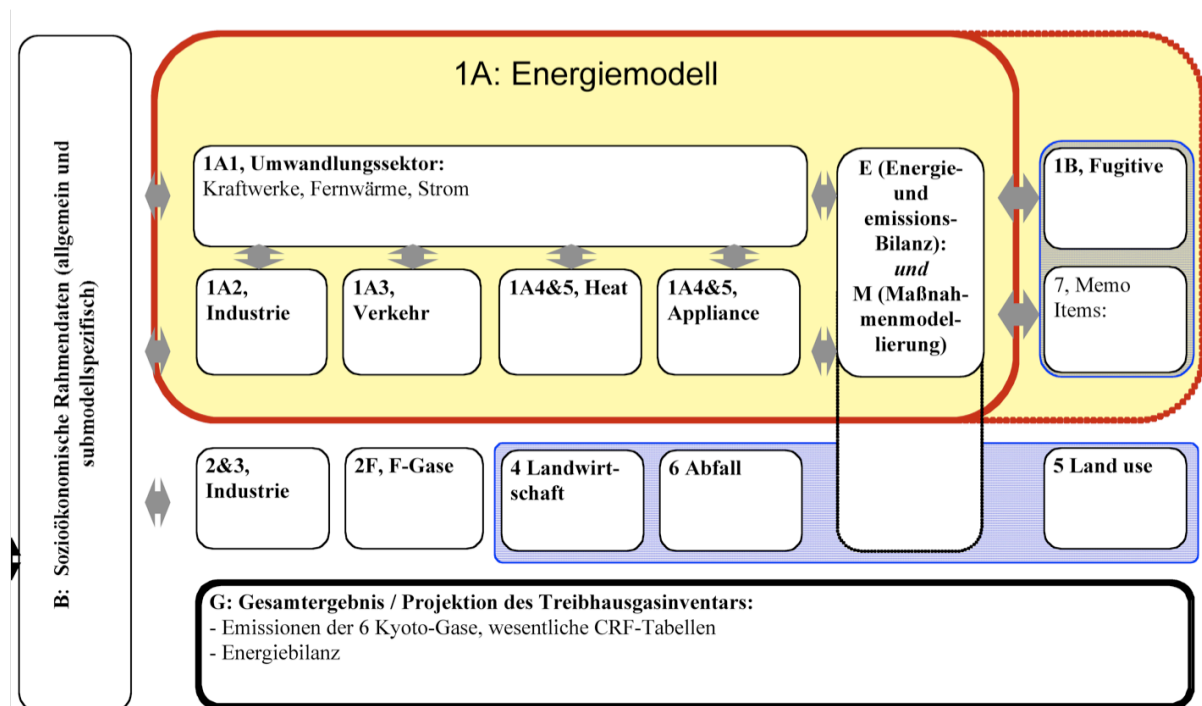 B: Sozioökonomische Rahmendaten (allgemein und
submodellspezifisch)
1A: Energiemodell
1A1, Umwandlungssektor:
Kraftwerke, Fernwärme, Strom
E (Energie-
und
emissions-
Bilanz):
und
M (Maßnah-
menmodel-
lierung)
1B, Fugitive
1A2,
Industrie
1A3,
Verkehr
1A4&5, Heat
1A4&5,
Appliance
7, Memo
Items:
2&3,
Industrie
2F, F-Gase
4 Landwirt-
schaft
6 Abfall
5 Land use
G: Gesamtergebnis / Projektion des Treibhausgasinventars:
- Emissionen der 6 Kyoto-Gase, wesentliche CRF-Tabellen
- Energiebilanz